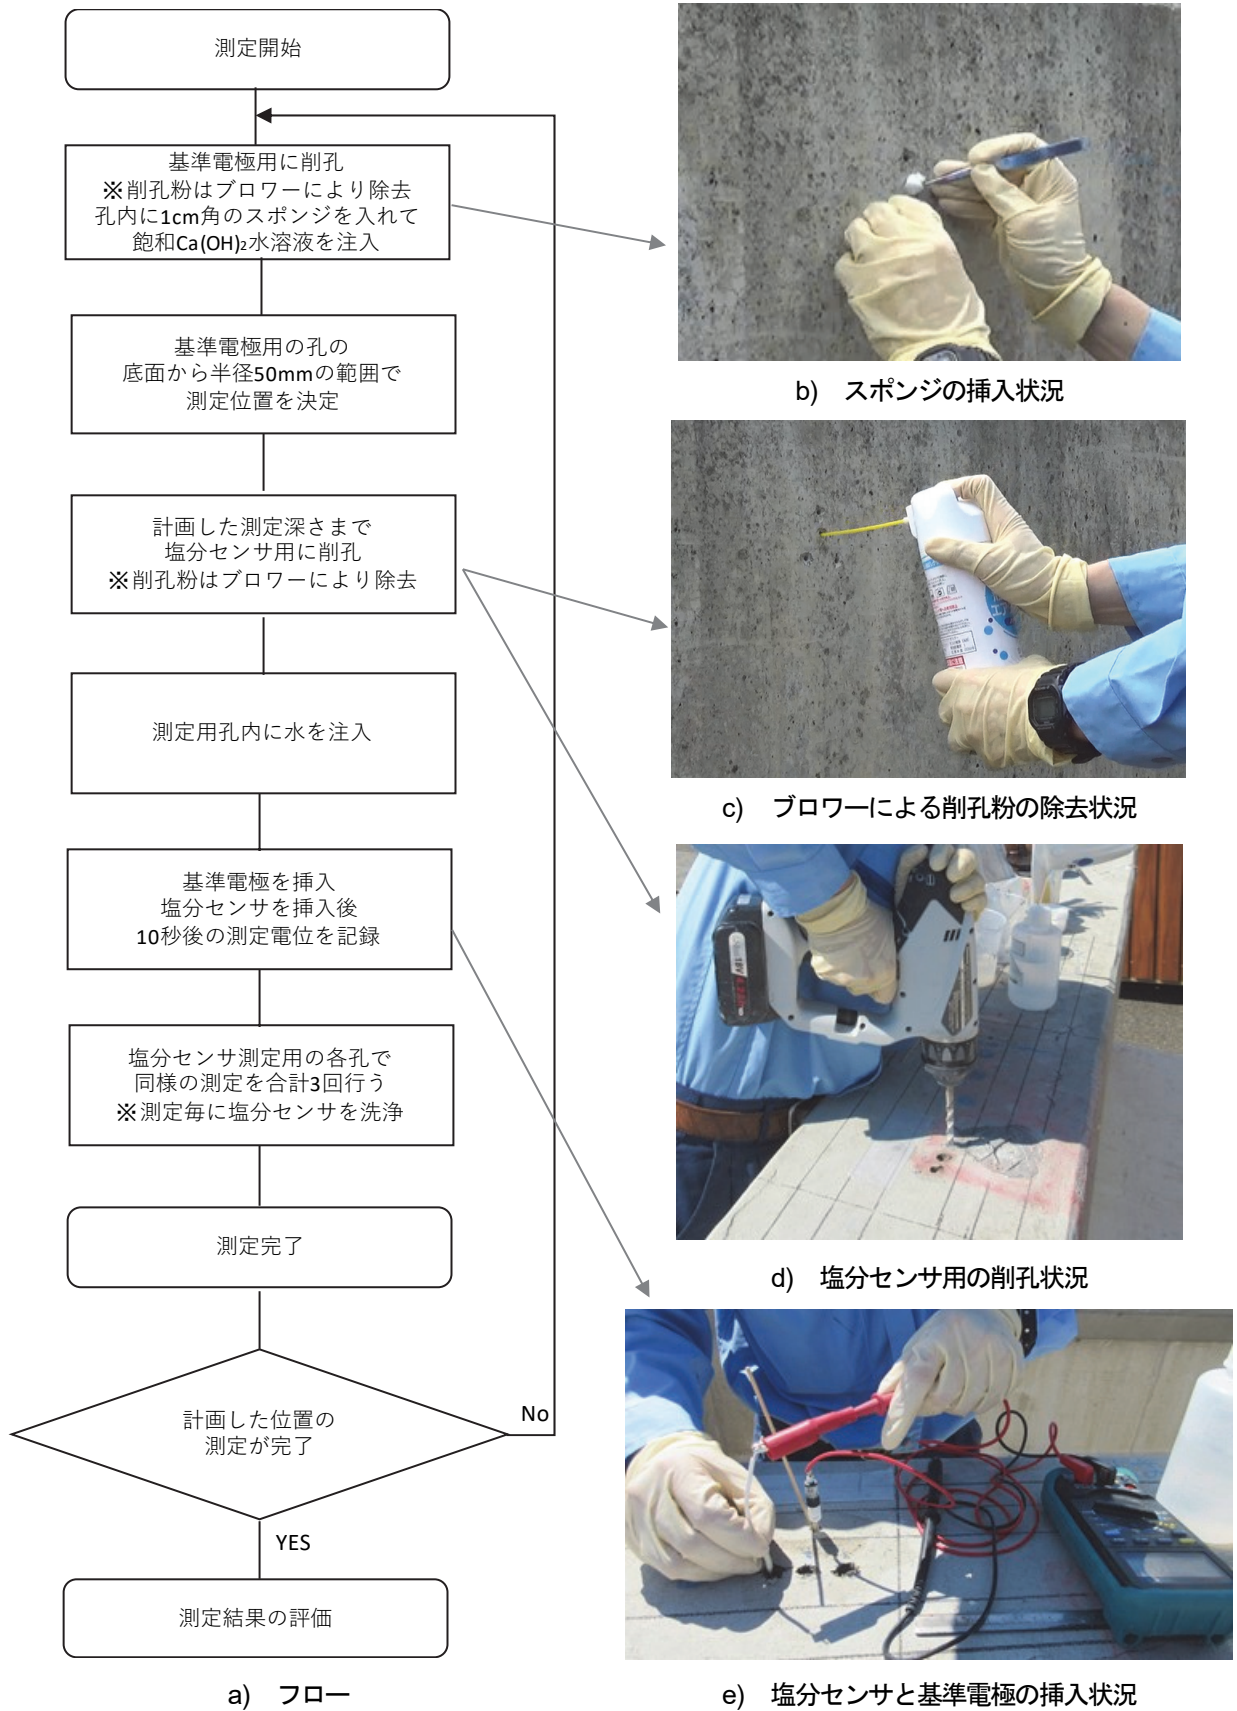 測定開始
基準電極用に削孔
※削孔粉はブロワーにより除去
孔内に1cm角のスポンジを入れて
飽和Ca(OH)₂水溶液を注入
基準電極用の孔の
底面から半径50mmの範囲で
測定位置を決定
計画した測定深さまで
塩分センサ用に削孔
※削孔粉はブロワーにより除去
測定用孔内に水を注入
基準電極を挿入
塩分センサを挿入後
10秒後の測定電位を記録
塩分センサ測定用の各孔で
同様の測定を合計3回行う
※測定毎に塩分センサを洗浄
測定完了
計画した位置の
測定が完了
No
YES
測定結果の評価
a) フロー
b) スポンジの挿入状況
エア
c) ブロワーによる削孔粉の除去状況
18V
d) 塩分センサ用の削孔状況
e) 塩分センサと基準電極の挿入状況